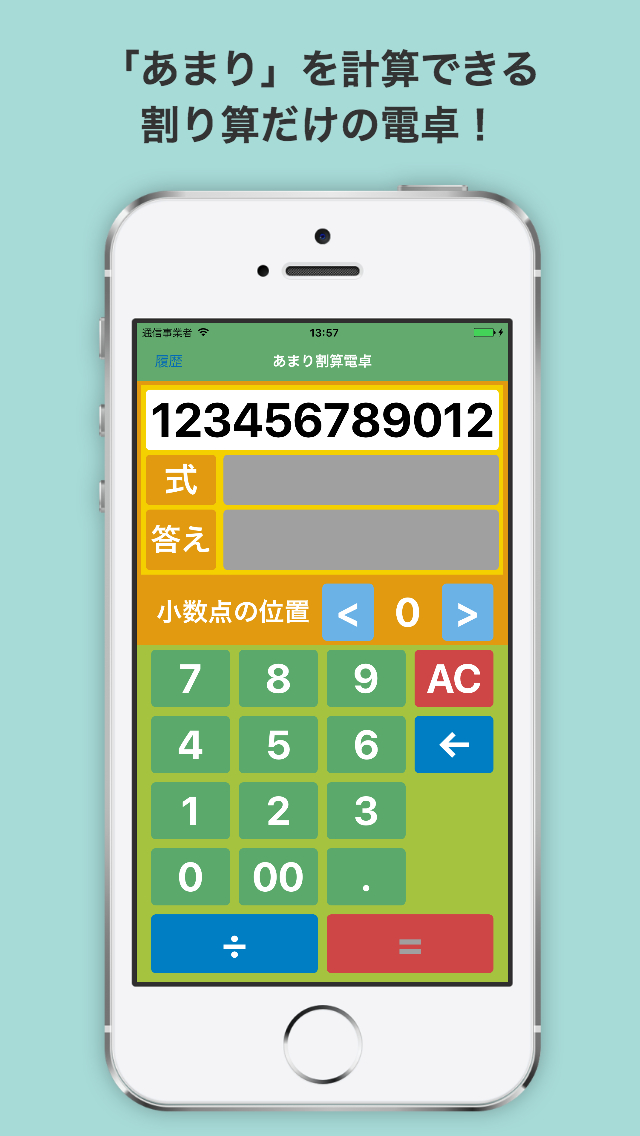 「あまり」を計算できる
割り算だけの電卓！
通信事業者 13:57
履歴 あまり割算電卓
123456789012
式
答え
小数点の位置 < 0 >
7 8 9 AC
4 5 6 ←
1 2 3
0 00 .
÷ =